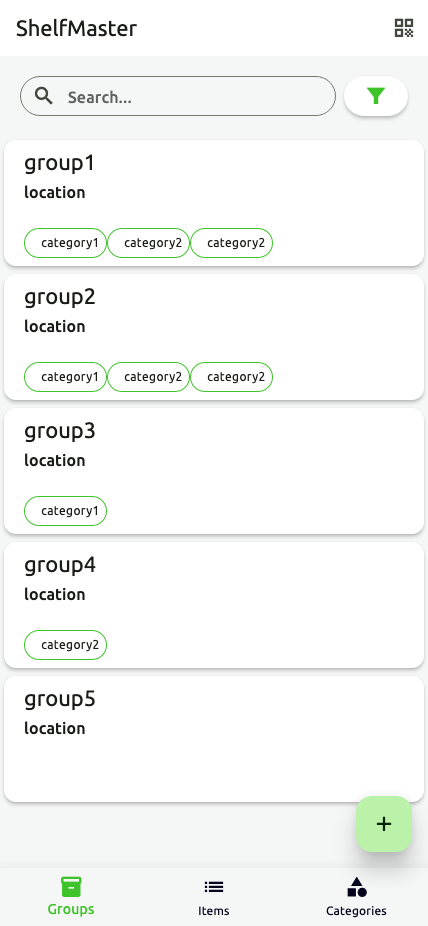 ShelfMaster
Search...
group1
location
category1 category2 category2
group2
location
category1 category2 category2
group3
location
category1
group4
location
category2
group5
location
+
Groups Items Categories